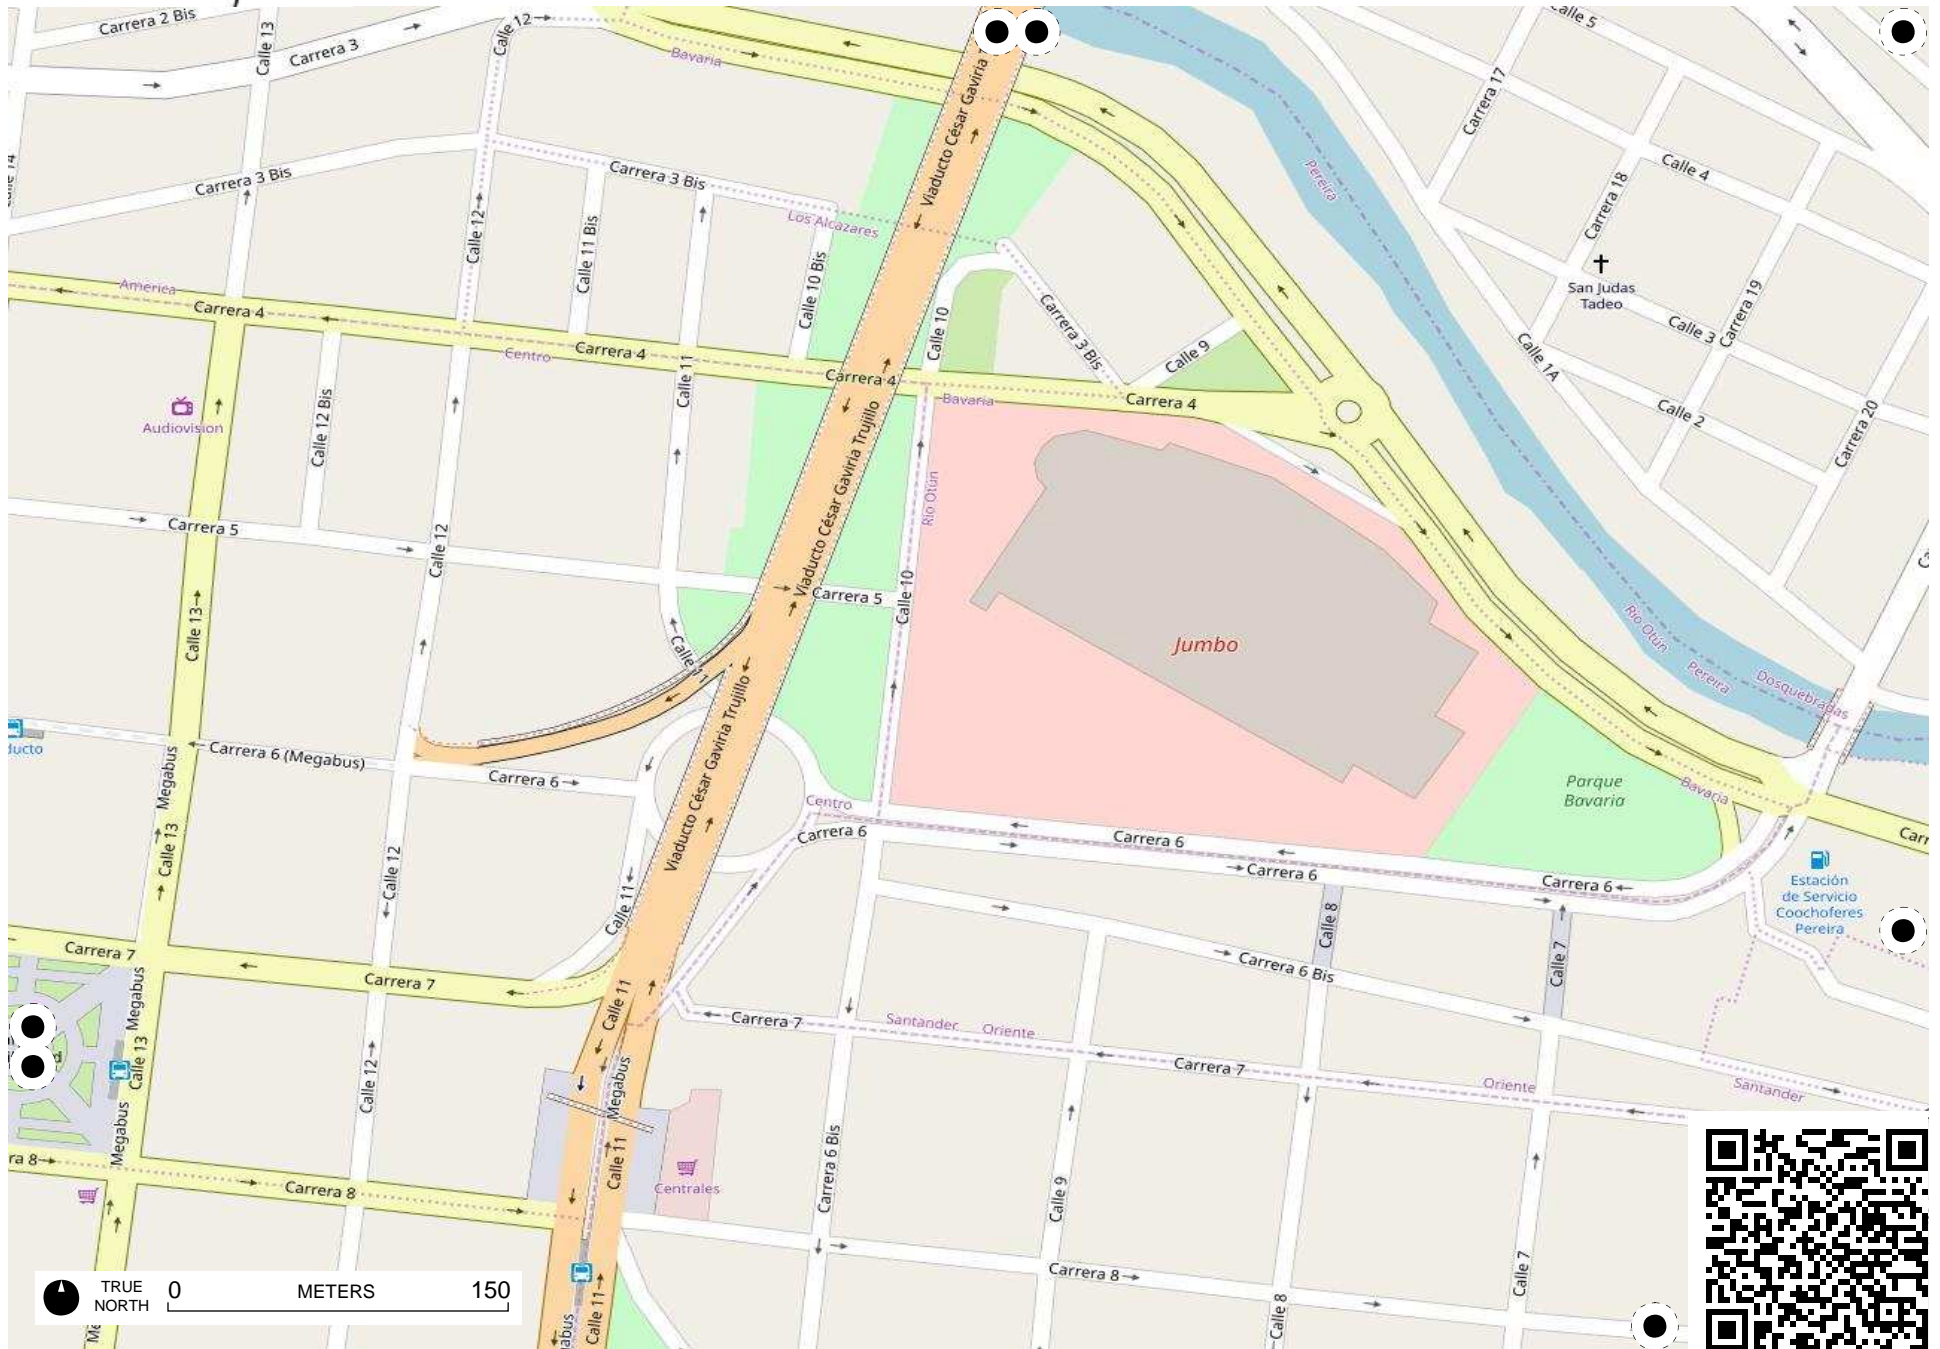 Carrera 2 Bis
Calle 13
Carrera 3
Calle 12
Bavaria
Viaducto César Gaviria
Calle 5
Carrera 17
Calle 4
Carrera 18
Pereira
Carrera 3 Bis
Carrera 3 Bis
Calle 12
Calle 11 Bis
Los Alcazares
Calle 10 Bis
San Judas
Tadeo
Carrera 19
Calle 3
America
Carrera 4
Centro
Carrera 4
Carrera 4
Calle 10
Carrera 3 Bis
Calle 9
Calle 1A
Calle 2
Carrera 20
Audiovision
Calle 12 Bis
Calle 11
Bavaria
Carrera 4
Viaducto César Gaviria Trujillo
Río Otún
Carrera 5
Calle 12
Carrera 5
Calle 10
Calle 13
Jumbo
Río Otún
Pereira
Dosquebradas
ducto
Megabus
Carrera 6 (Megabus)
Carrera 6
Viaducto César Gaviria Trujillo
Centro
Carrera 6
Carrera 6
Carrera 6
Carrera 6
Parque
Bavaria
Bavaria
Carr
Estación
de Servicio
Coochoferes
Pereira
Calle 13
Calle 12
Calle 11
Calle 8
Calle 7
Carrera 7
Carrera 7
Carrera 6 Bis
Megabus
Calle 13
Calle 11
Carrera 7
Santander
Oriente
Carrera 7
Oriente
Santander
Calle 12
Megabus
Megabus
Calle 11
Carrera 6 Bis
Centrales
ra 8
Carrera 8
Calle 9
Carrera 8
Calle 7
Calle 8
Calle 11
abus
TRUE
NORTH
0 METERS 150